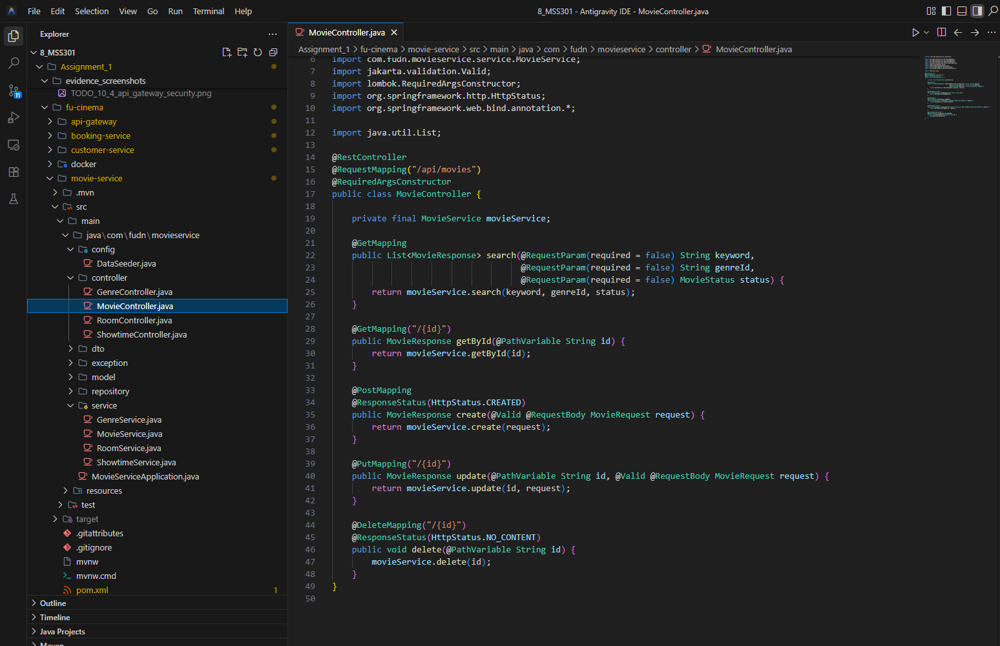 File Edit Selection View Go Run Terminal Help
8_MSS301 - Antigravity IDE - MovieController.java
Explorer
8_MSS301
Assignment_1
evidence_screenshots
TODO_10_4_api_gateway_security.png
fu-cinema
api-gateway
booking-service
customer-service
docker
movie-service
.mvn
src
main
java\com\fudn\movieservice
config
DataSeeder.java
controller
GenreController.java
MovieController.java
RoomController.java
ShowtimeController.java
dto
exception
model
repository
service
GenreService.java
MovieService.java
RoomService.java
ShowtimeService.java
MovieServiceApplication.java
resources
test
target
.gitattributes
.gitignore
mvnw
mvnw.cmd
pom.xml 1
Outline
Timeline
Java Projects
Maven
11
MovieController.java
Assignment_1 > fu-cinema > movie-service > src > main > java > com > fudn > movieservice > controller > MovieController.java
6 import com.fudn.movieservice.service.MovieService;
7 import jakarta.validation.Valid;
8 import lombok.RequiredArgsConstructor;
9 import org.springframework.http.HttpStatus;
10 import org.springframework.web.bind.annotation.*;
11
12 import java.util.List;
13
14 @RestController
15 @RequestMapping("/api/movies")
16 @RequiredArgsConstructor
17 public class MovieController {
18
19 private final MovieService movieService;
20
21 @GetMapping
22 public List<MovieResponse> search(@RequestParam(required = false) String keyword,
23 @RequestParam(required = false) String genreId,
24 @RequestParam(required = false) MovieStatus status) {
25 return movieService.search(keyword, genreId, status);
26 }
27
28 @GetMapping("/{id}")
29 public MovieResponse getById(@PathVariable String id) {
30 return movieService.getById(id);
31 }
32
33 @PostMapping
34 @ResponseStatus(HttpStatus.CREATED)
35 public MovieResponse create(@Valid @RequestBody MovieRequest request) {
36 return movieService.create(request);
37 }
38
39 @PutMapping("/{id}")
40 public MovieResponse update(@PathVariable String id, @Valid @RequestBody MovieRequest request) {
41 return movieService.update(id, request);
42 }
43
44 @DeleteMapping("/{id}")
45 @ResponseStatus(HttpStatus.NO_CONTENT)
46 public void delete(@PathVariable String id) {
47 movieService.delete(id);
48 }
49 }
50